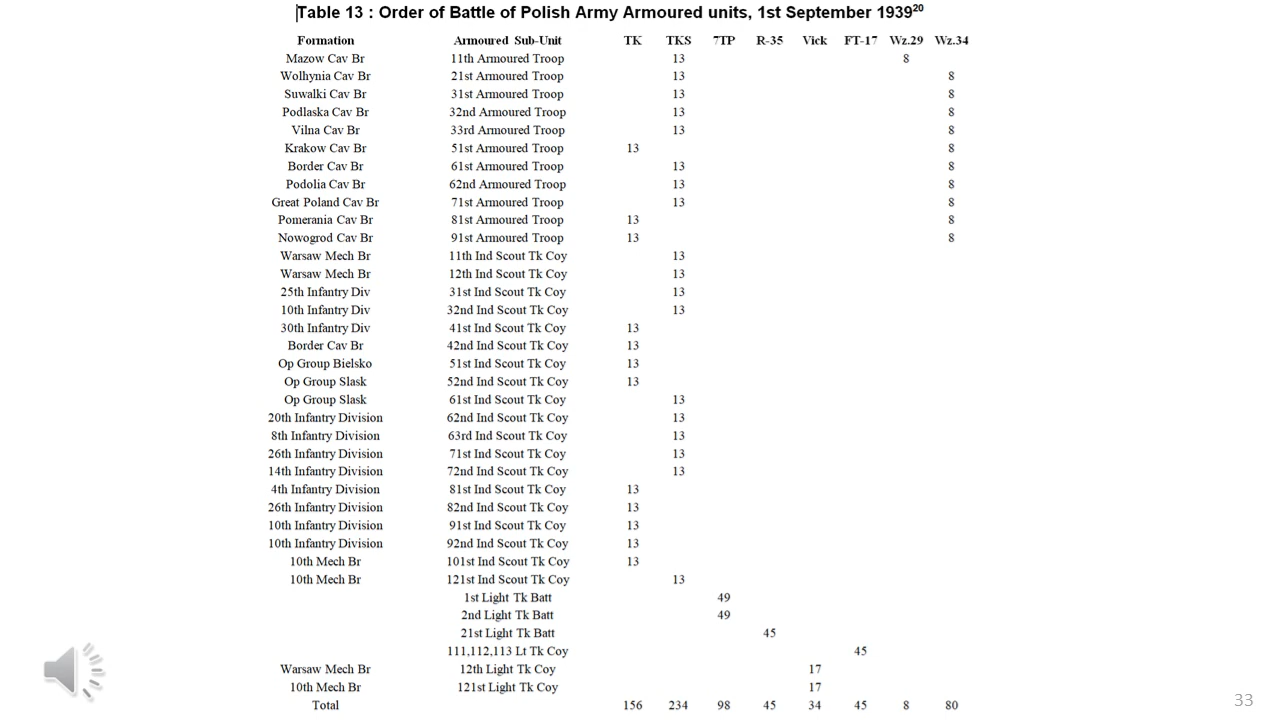 Table 13 : Order of Battle of Polish Army Armoured units, 1st September 193920
Formation Armoured Sub-Unit TK TKS 7TP R-35 Vick FT-17 Wz.29 Wz.34
Mazow Cav Br 11th Armoured Troop 13 8
Wolhynia Cav Br 21st Armoured Troop 13 8
Suwalki Cav Br 31st Armoured Troop 13 8
Podlaska Cav Br 32nd Armoured Troop 13 8
Vilna Cav Br 33rd Armoured Troop 13 8
Krakow Cav Br 51st Armoured Troop 13 8
Border Cav Br 61st Armoured Troop 13 8
Podolia Cav Br 62nd Armoured Troop 13 8
Great Poland Cav Br 71st Armoured Troop 13 8
Pomerania Cav Br 81st Armoured Troop 13 8
Nowogrod Cav Br 91st Armoured Troop 13 8
Warsaw Mech Br 11th Ind Scout Tk Coy 13
Warsaw Mech Br 12th Ind Scout Tk Coy 13
25th Infantry Div 31st Ind Scout Tk Coy 13
10th Infantry Div 32nd Ind Scout Tk Coy 13
30th Infantry Div 41st Ind Scout Tk Coy 13
Border Cav Br 42nd Ind Scout Tk Coy 13
Op Group Bielsko 51st Ind Scout Tk Coy 13
Op Group Slask 52nd Ind Scout Tk Coy 13
Op Group Slask 61st Ind Scout Tk Coy 13
20th Infantry Division 62nd Ind Scout Tk Coy 13
8th Infantry Division 63rd Ind Scout Tk Coy 13
26th Infantry Division 71st Ind Scout Tk Coy 13
14th Infantry Division 72nd Ind Scout Tk Coy 13
4th Infantry Division 81st Ind Scout Tk Coy 13
26th Infantry Division 82nd Ind Scout Tk Coy 13
10th Infantry Division 91st Ind Scout Tk Coy 13
10th Infantry Division 92nd Ind Scout Tk Coy 13
10th Mech Br 101st Ind Scout Tk Coy 13
10th Mech Br 121st Ind Scout Tk Coy 13
1st Light Tk Batt 49
2nd Light Tk Batt 49
21st Light Tk Batt 45
111,112,113 Lt Tk Coy 45
Warsaw Mech Br 12th Light Tk Coy 17
10th Mech Br 121st Light Tk Coy 17
Total 156 234 98 45 34 45 8 80
33